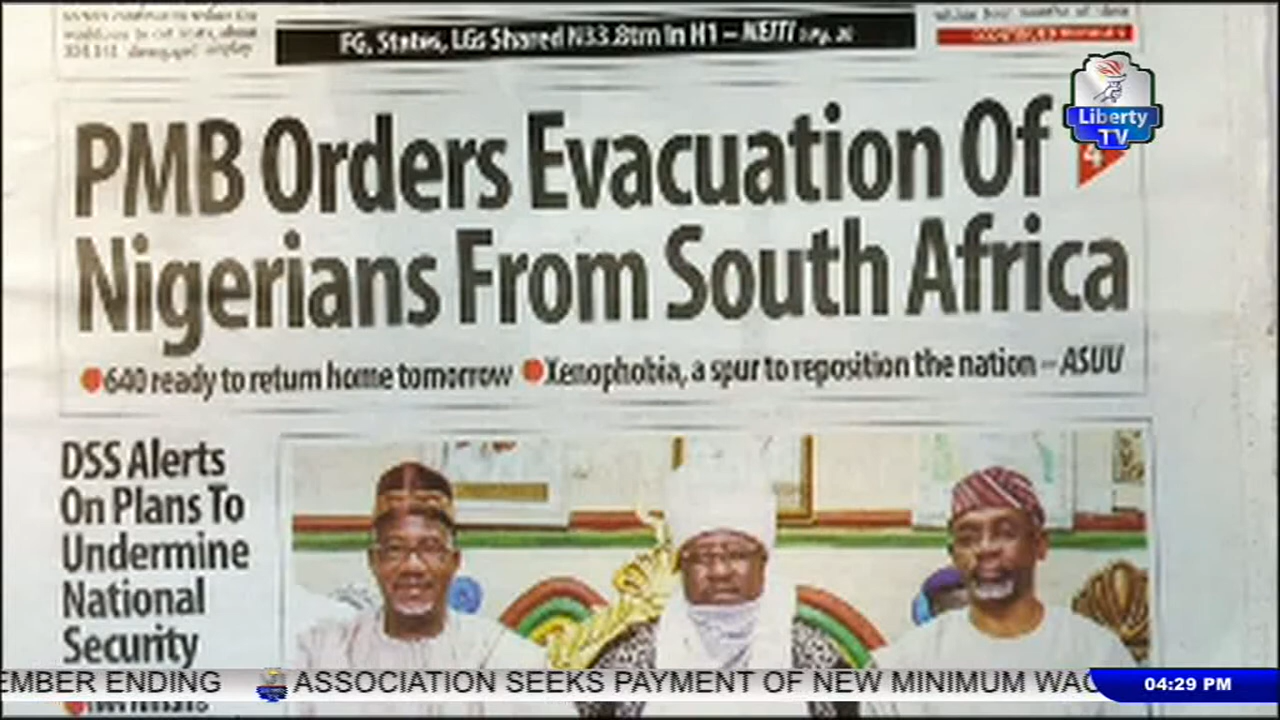 FG, States, LGs Shared N33.8trn In H1 – NEITI
Liberty
TV
4
PMB Orders Evacuation Of
Nigerians From South Africa
640 ready to return home tomorrow Xenophobia, a spur to reposition the nation – ASUU
DSS Alerts
On Plans To
Undermine
National
Security
EMBER ENDING ASSOCIATION SEEKS PAYMENT OF NEW MINIMUM WAG
04:29 PM